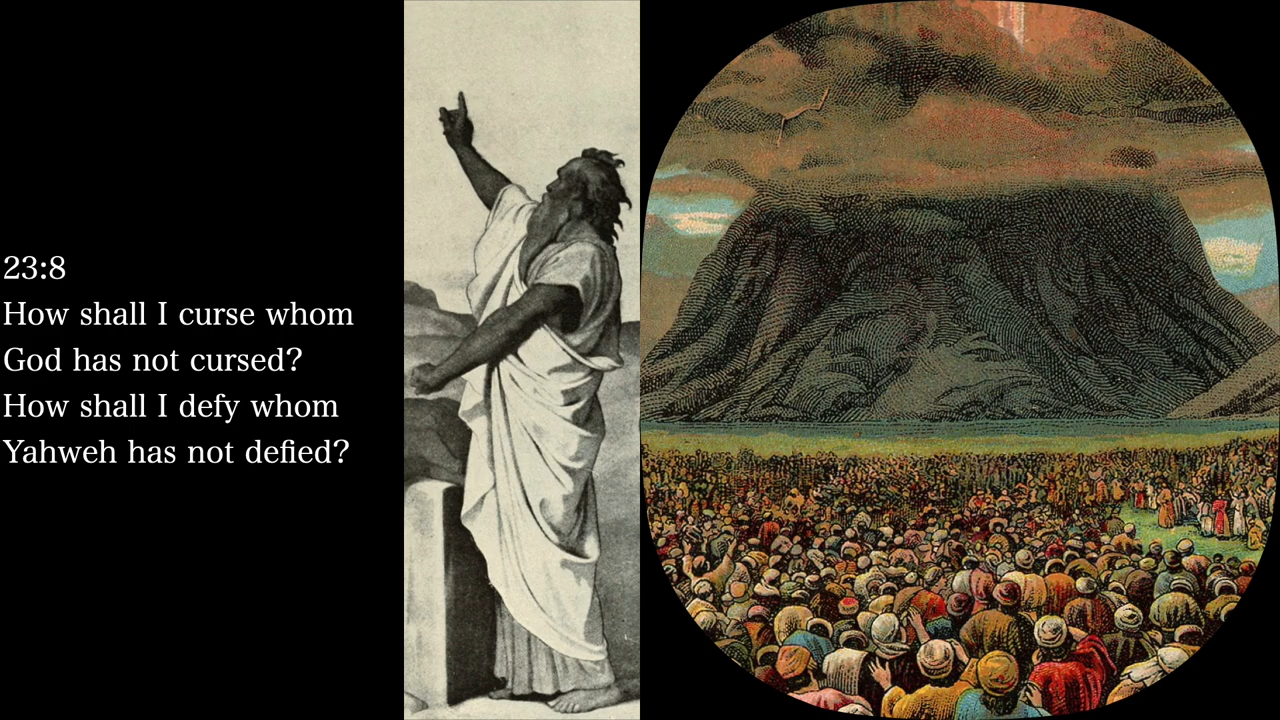 23:8
How shall I curse whom
God has not cursed?
How shall I defy whom
Yahweh has not defied?